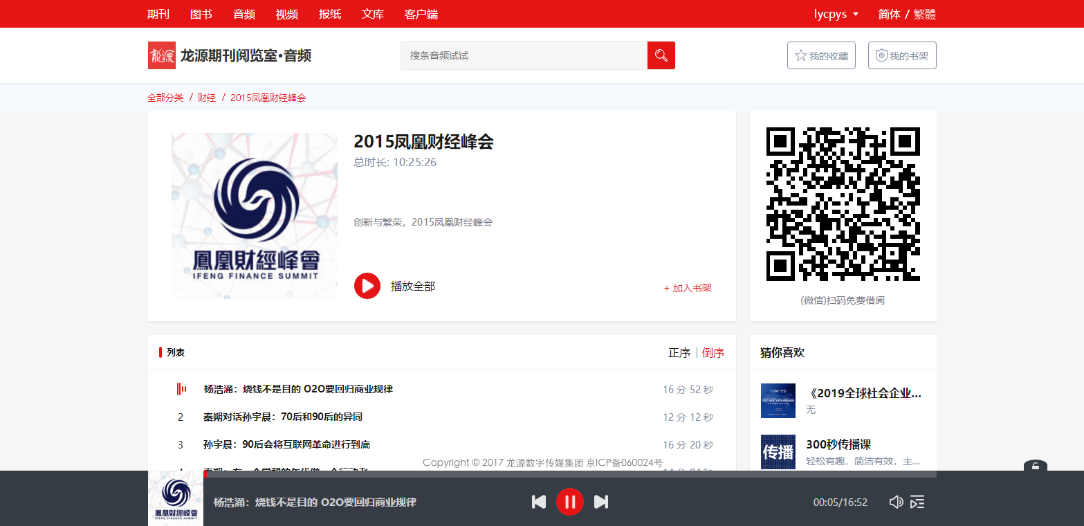 期刊 图书 音频 视频 报纸 文库 客户端 lycpys 简体 / 繁體
龍源 龙源期刊阅览室·音频 搜条音频试试 我的收藏 我的书架
全部分类 / 财经 / 2015凤凰财经峰会
2015凤凰财经峰会
总时长: 10:25:26
创新与繁荣，2015凤凰财经峰会
鳳凰財經峰會
IFENG FINANCE SUMMIT
播放全部 + 加入书架
(微信)扫码免费借阅
列表 正序 | 倒序
杨浩涌：烧钱不是目的 O2O要回归商业规律 16 分 52 秒
2 秦朔对话孙宇晨：70后和90后的异同 12 分 12 秒
3 孙宇晨：90后会将互联网革命进行到底 16 分 20 秒
猜你喜欢
《2019全球社会企业...
无
传播
300秒传播课
轻松有趣，简洁有效，主...
Copyright © 2017 龙源数字传媒集团 京ICP备060024号
杨浩涌：烧钱不是目的 O2O要回归商业规律 00:05/16:52